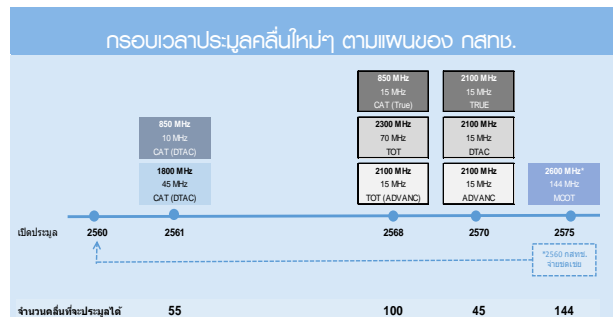 กรอบเวลาประมูลคลื่นใหม่ๆ ตามแผนของ กสทช.
850 MHz
15 MHz
CAT (True)
2100 MHz
15 MHz
TRUE
850 MHz
10 MHz
CAT (DTAC)
2300 MHz
70 MHz
TOT
2100 MHz
15 MHz
DTAC
1800 MHz
45 MHz
CAT (DTAC)
2100 MHz
15 MHz
TOT (ADVANC)
2100 MHz
15 MHz
ADVANC
2600 MHz*
144 MHz
MCOT
เปิดประมูล 2560 2561 2568 2570 2575
*2560 กสทช.
จ่ายชดเชย
จำนวนคลื่นที่จะประมูลได้ 55 100 45 144